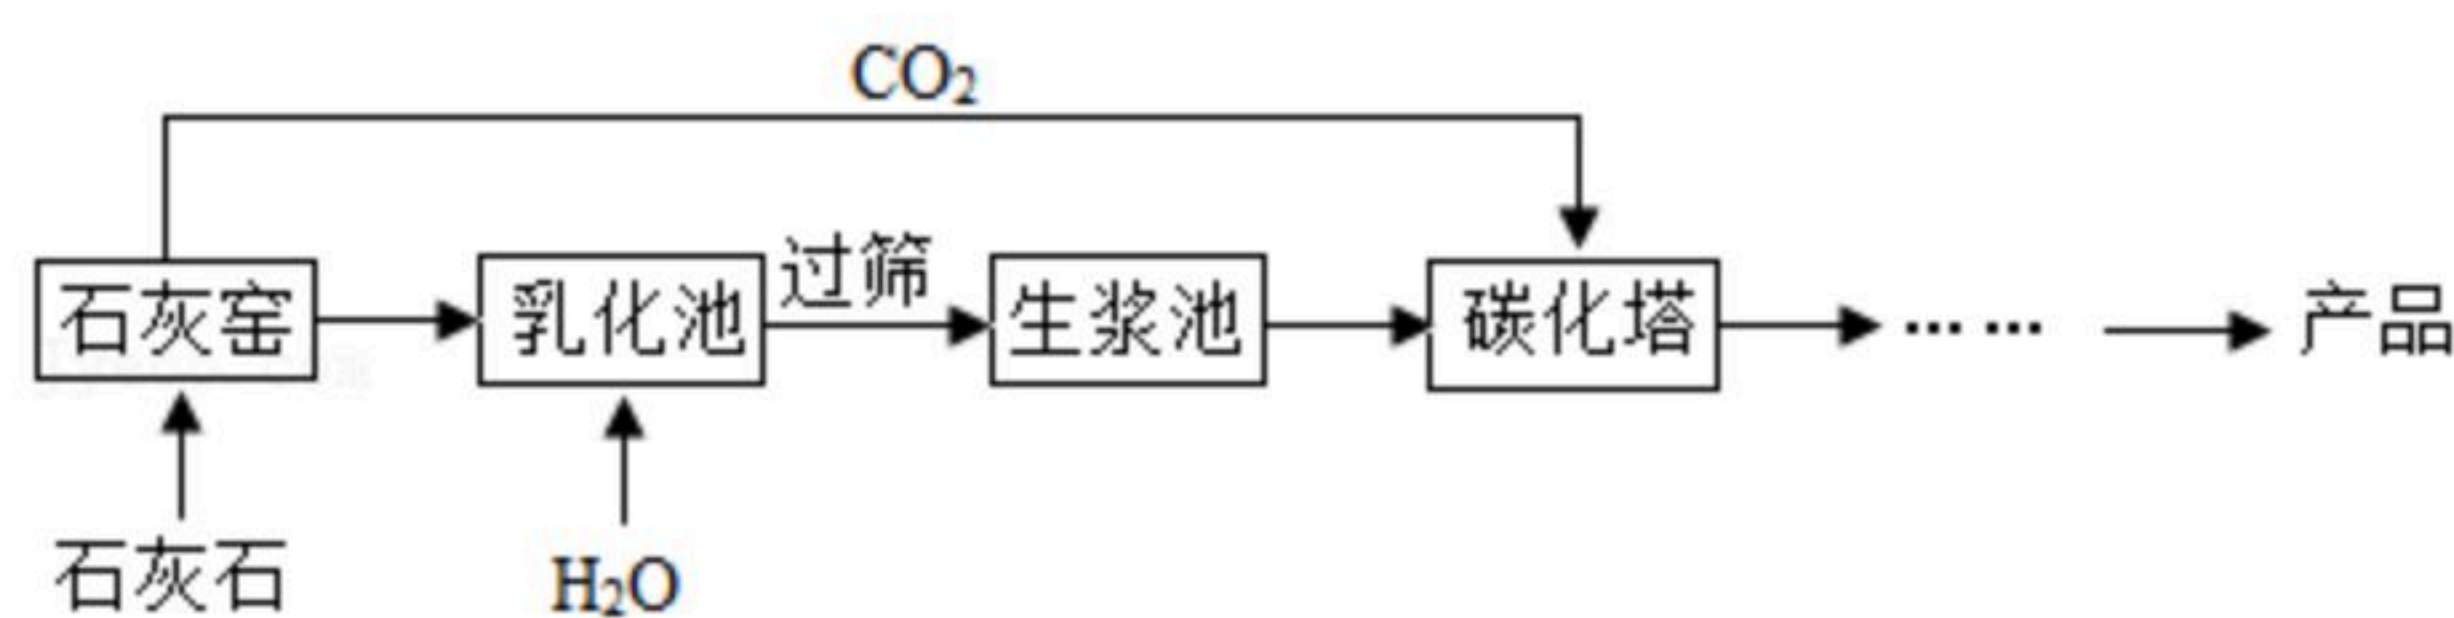 CO₂
石灰窑
乳化池
过筛
生浆池
碳化塔
… …
产品
石灰石
H₂O